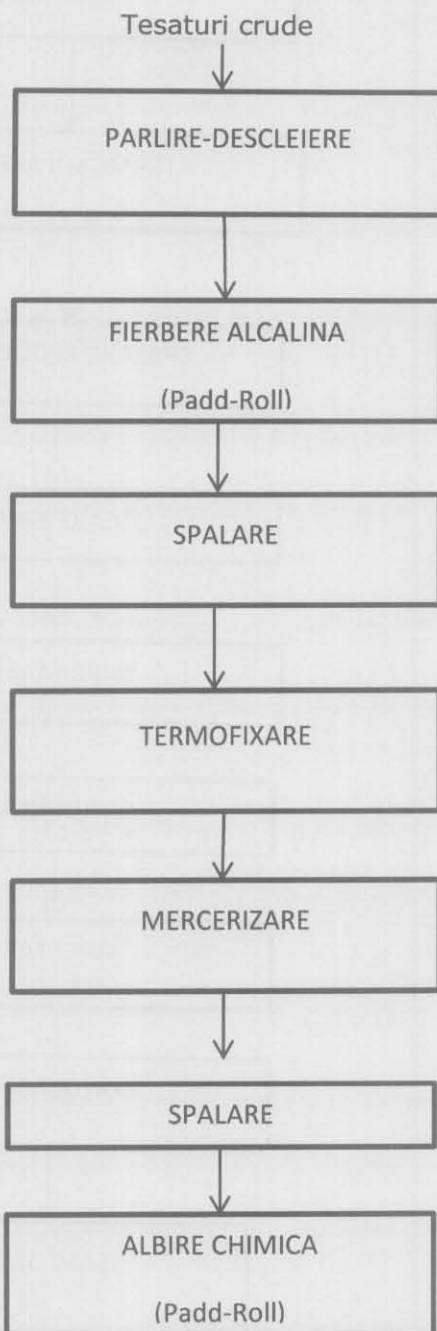 Tesaturi crude
PARLIRE-DESCLEIERE
FIERBERE ALCALINA
(Padd-Roll)
SPALARE
TERMOFIXARE
MERCERIZARE
SPALARE
ALBIRE CHIMICA
(Padd-Roll)